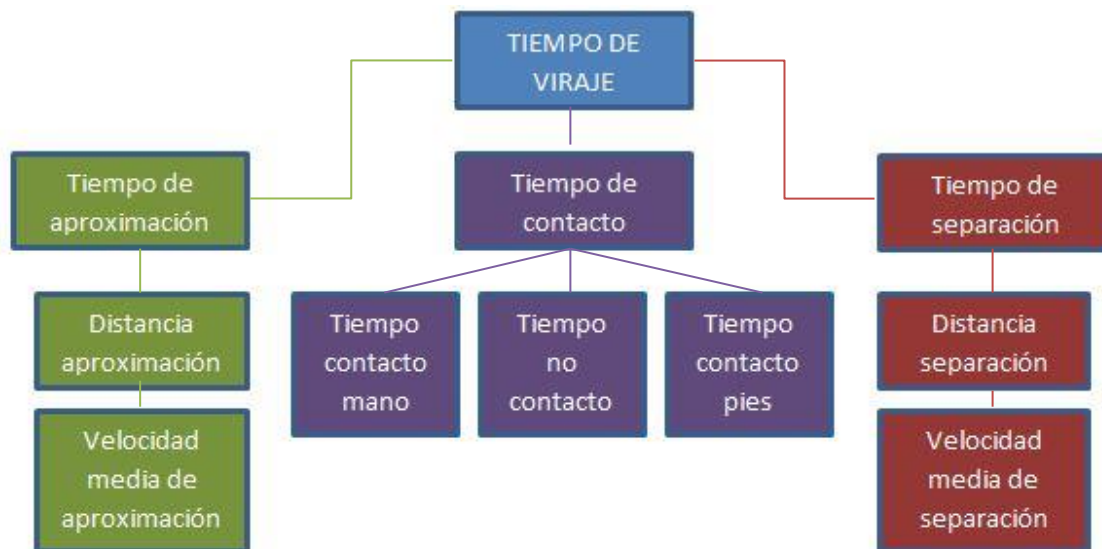 TIEMPO DE
VIRAJE
Tiempo de
aproximación
Tiempo de
contacto
Tiempo de
separación
Distancia
aproximación
Tiempo
contacto
mano
Tiempo
no
contacto
Tiempo
contacto
pies
Distancia
separación
Velocidad
media de
aproximación
Velocidad
media de
separación